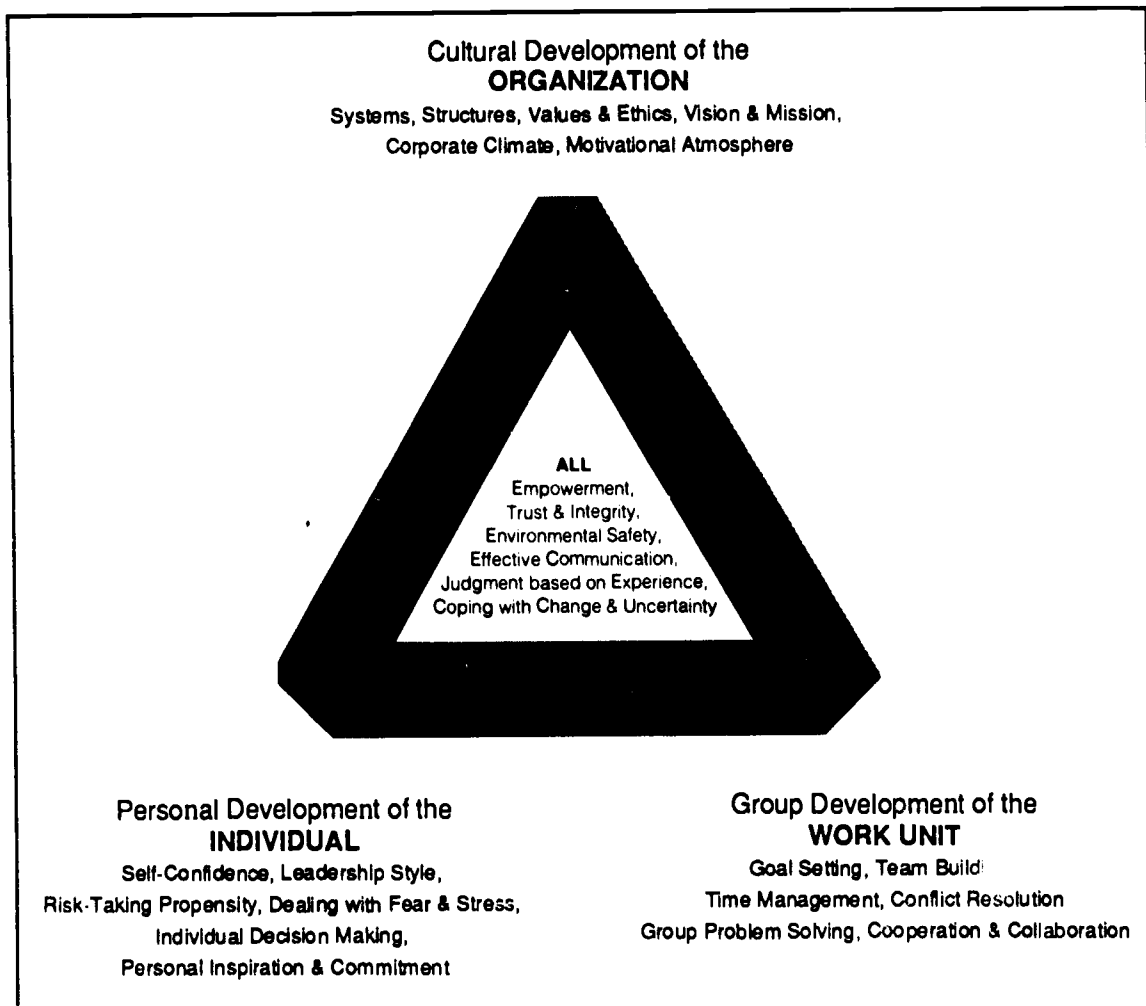 Cultural Development of the
ORGANIZATION
Systems, Structures, Values & Ethics, Vision & Mission,
Corporate Climate, Motivational Atmosphere
ALL
Empowerment,
Trust & Integrity,
Environmental Safety,
Effective Communication,
Judgment based on Experience,
Coping with Change & Uncertainty
Personal Development of the
INDIVIDUAL
Self-Confidence, Leadership Style,
Risk-Taking Propensity, Dealing with Fear & Stress,
Individual Decision Making,
Personal Inspiration & Commitment
Group Development of the
WORK UNIT
Goal Setting, Team Build
Time Management, Conflict Resolution
Group Problem Solving, Cooperation & Collaboration